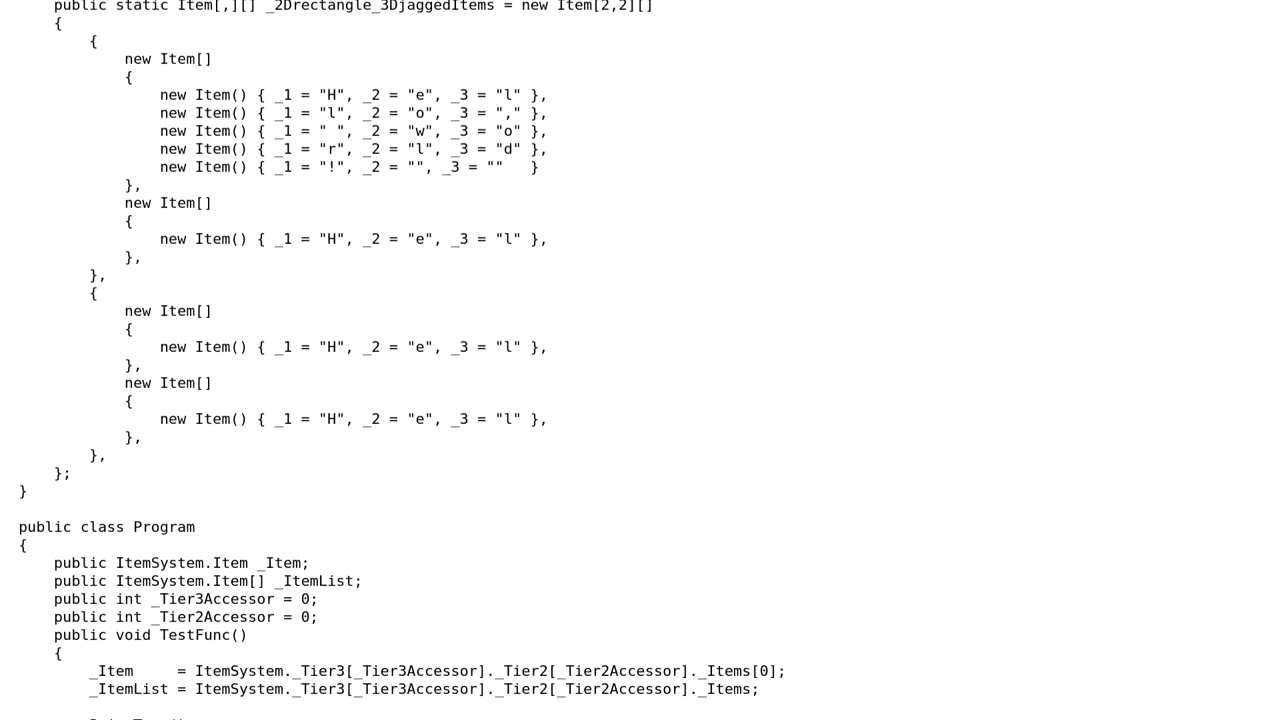 public static Item[,][] _2Drectangle_3DjaggedItems = new Item[2,2][]
{
{
new Item[]
{
new Item() { _1 = "H", _2 = "e", _3 = "l" },
new Item() { _1 = "l", _2 = "o", _3 = "," },
new Item() { _1 = " ", _2 = "w", _3 = "o" },
new Item() { _1 = "r", _2 = "l", _3 = "d" },
new Item() { _1 = "!", _2 = "", _3 = ""   }
},
new Item[]
{
new Item() { _1 = "H", _2 = "e", _3 = "l" },
},
},
{
new Item[]
{
new Item() { _1 = "H", _2 = "e", _3 = "l" },
},
new Item[]
{
new Item() { _1 = "H", _2 = "e", _3 = "l" },
},
},
};
}
public class Program
{
public ItemSystem.Item _Item;
public ItemSystem.Item[] _ItemList;
public int _Tier3Accessor = 0;
public int _Tier2Accessor = 0;
public void TestFunc()
{
_Item     = ItemSystem._Tier3[_Tier3Accessor]._Tier2[_Tier2Accessor]._Items[0];
_ItemList = ItemSystem._Tier3[_Tier3Accessor]._Tier2[_Tier2Accessor]._Items;